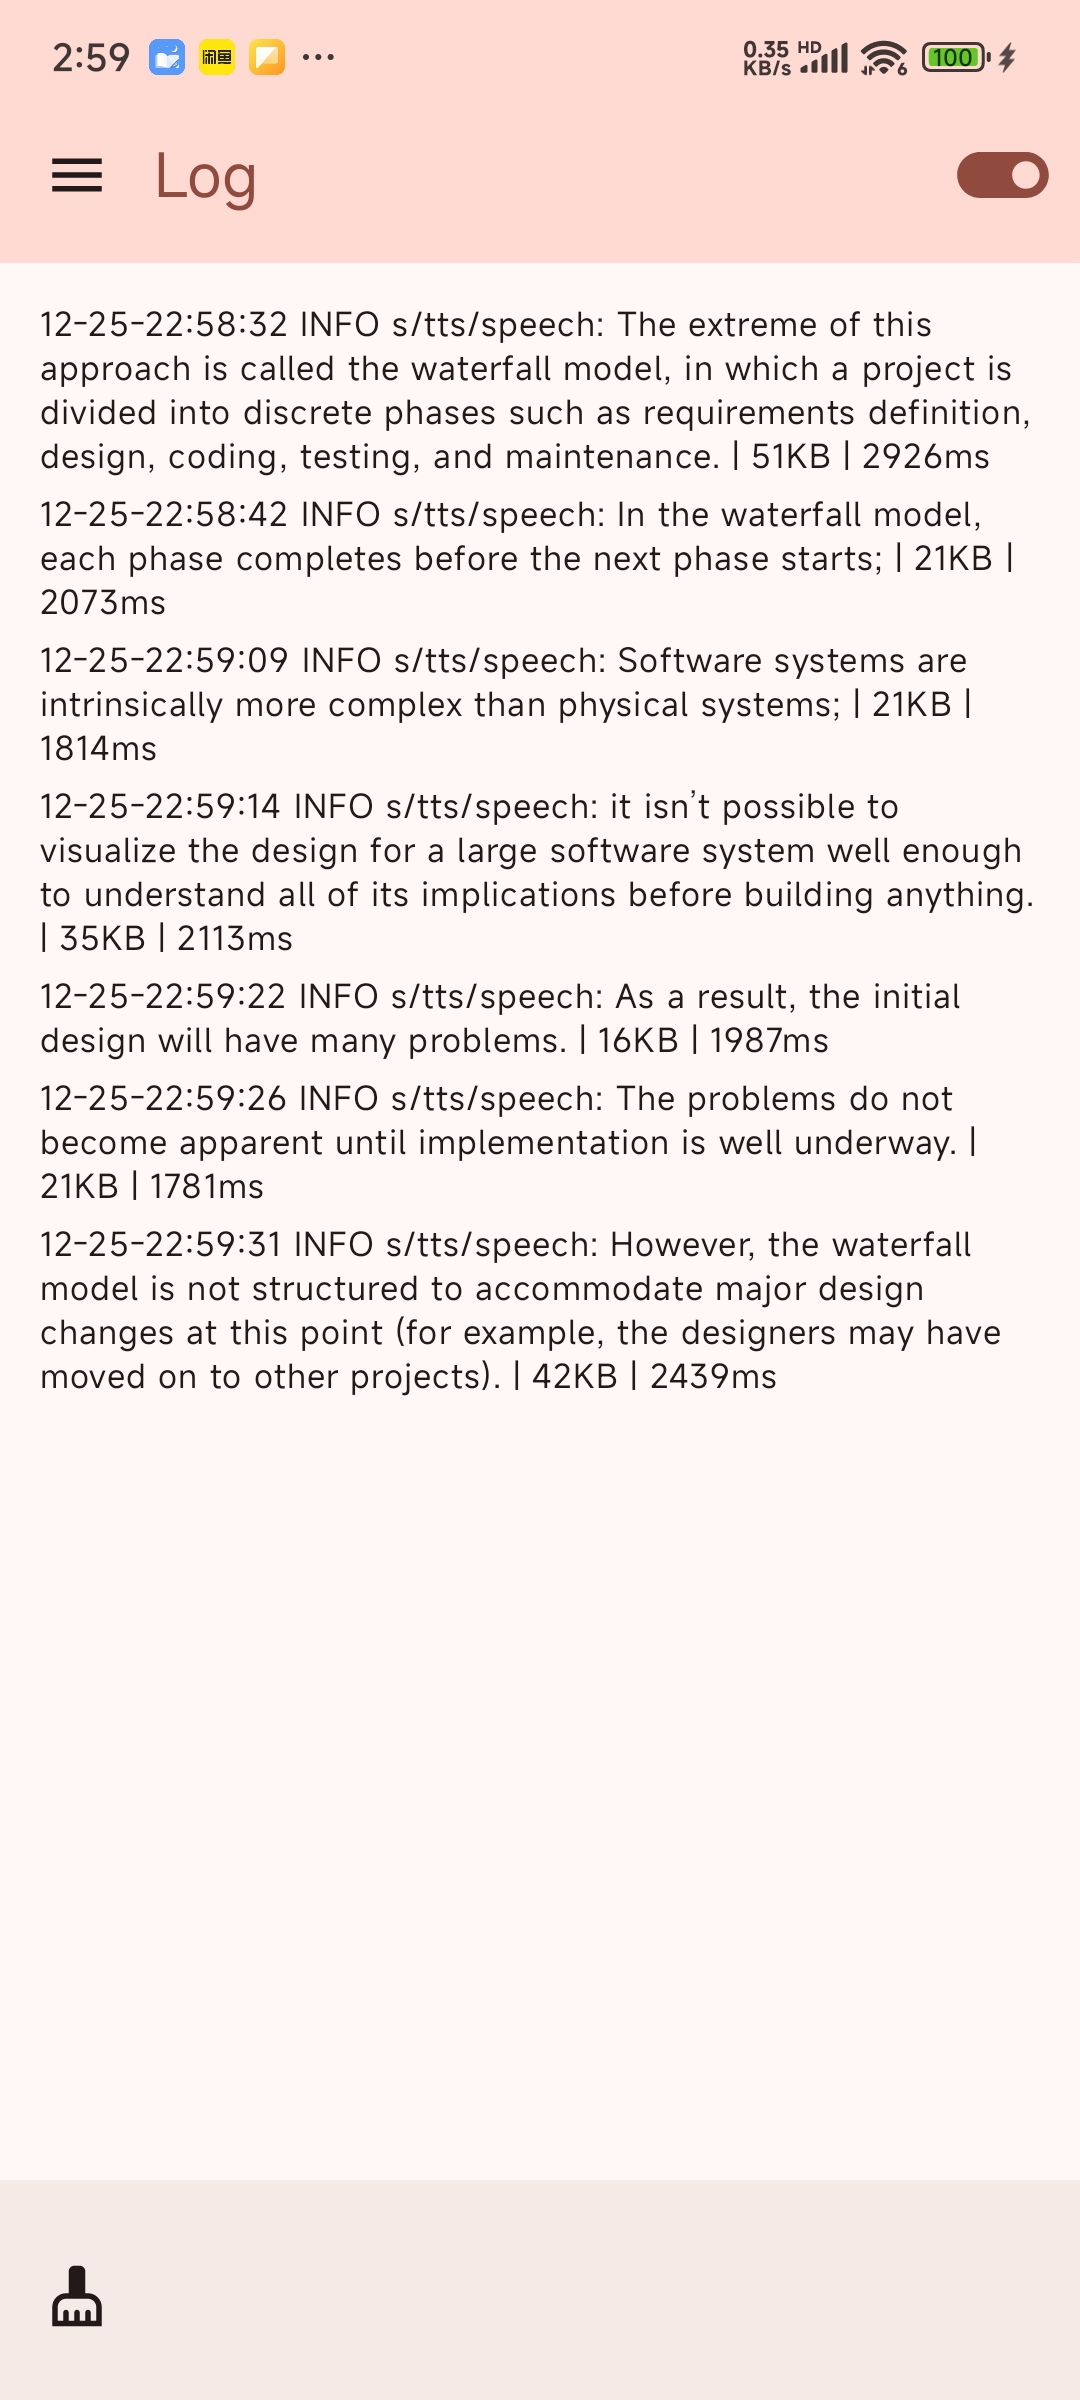 2:59 闲鱼 ... 0.35 KB/s HD 6 100
Log
12-25-22:58:32 INFO s/tts/speech: The extreme of this
approach is called the waterfall model, in which a project is
divided into discrete phases such as requirements definition,
design, coding, testing, and maintenance. | 51KB | 2926ms
12-25-22:58:42 INFO s/tts/speech: In the waterfall model,
each phase completes before the next phase starts; | 21KB |
2073ms
12-25-22:59:09 INFO s/tts/speech: Software systems are
intrinsically more complex than physical systems; | 21KB |
1814ms
12-25-22:59:14 INFO s/tts/speech: it isn’t possible to
visualize the design for a large software system well enough
to understand all of its implications before building anything.
| 35KB | 2113ms
12-25-22:59:22 INFO s/tts/speech: As a result, the initial
design will have many problems. | 16KB | 1987ms
12-25-22:59:26 INFO s/tts/speech: The problems do not
become apparent until implementation is well underway. |
21KB | 1781ms
12-25-22:59:31 INFO s/tts/speech: However, the waterfall
model is not structured to accommodate major design
changes at this point (for example, the designers may have
moved on to other projects). | 42KB | 2439ms